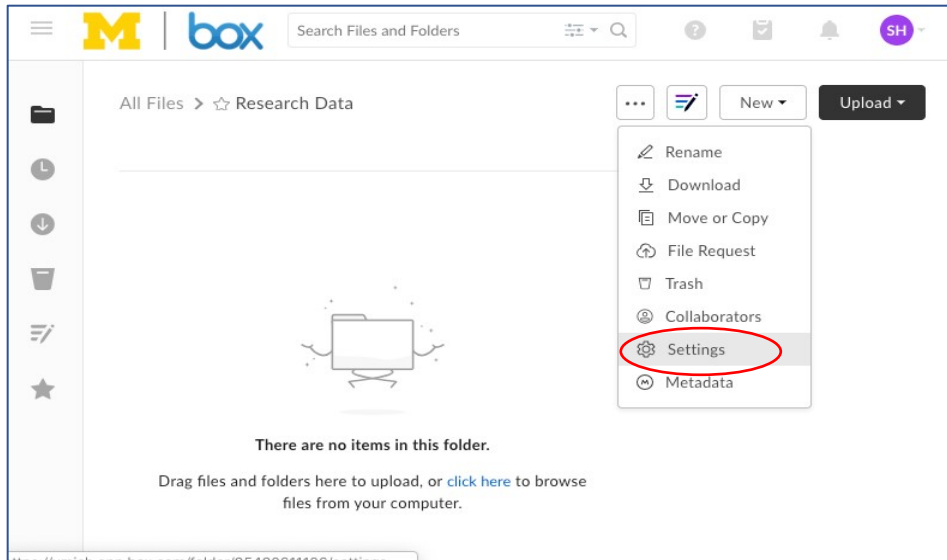 M box Search Files and Folders SH
All Files > Research Data ... New Upload
Rename
Download
Move or Copy
File Request
Trash
Collaborators
Settings
Metadata
There are no items in this folder.
Drag files and folders here to upload, or click here to browse
files from your computer.